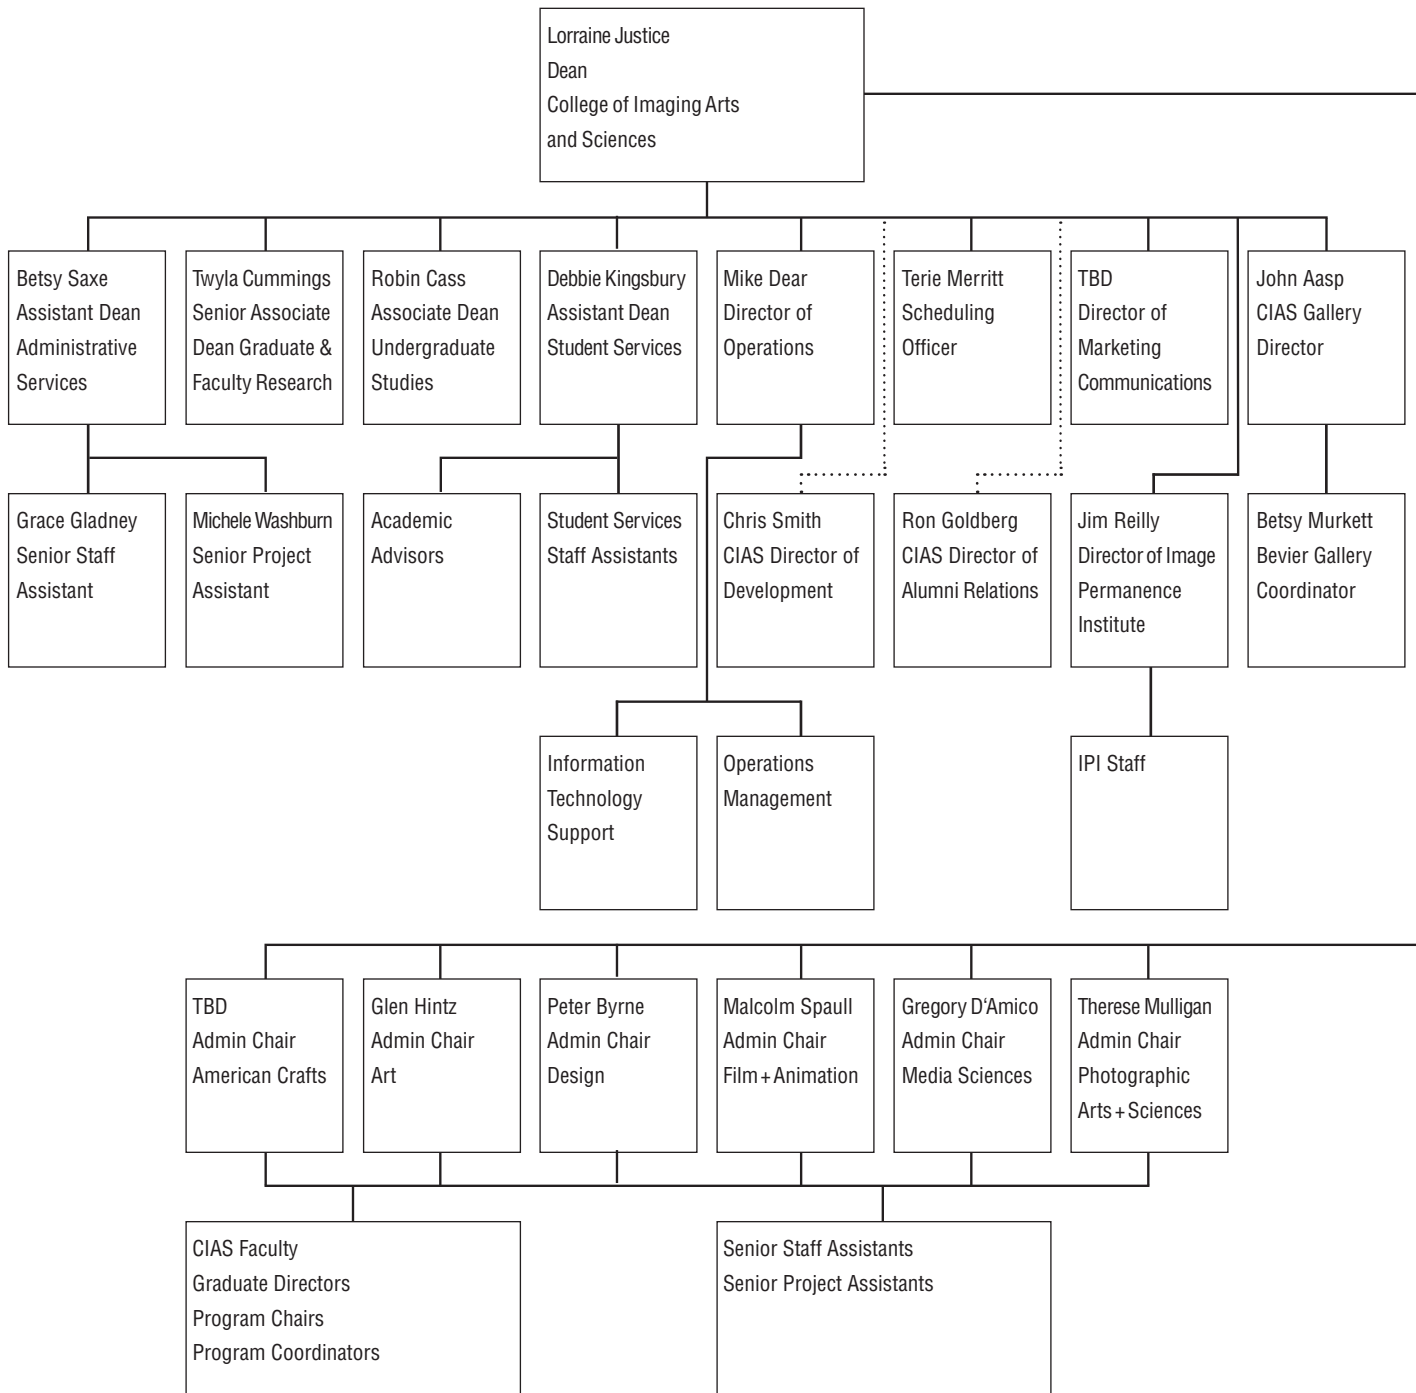 Lorraine Justice
Dean
College of Imaging Arts
and Sciences
Betsy Saxe
Assistant Dean
Administrative
Services
Twyla Cummings
Senior Associate
Dean Graduate &
Faculty Research
Robin Cass
Associate Dean
Undergraduate
Studies
Debbie Kingsbury
Assistant Dean
Student Services
Mike Dear
Director of
Operations
Terie Merritt
Scheduling
Officer
TBD
Director of
Marketing
Communications
John Aasp
CIAS Gallery
Director
Grace Gladney
Senior Staff
Assistant
Michele Washburn
Senior Project
Assistant
Academic
Advisors
Student Services
Staff Assistants
Chris Smith
CIAS Director of
Development
Ron Goldberg
CIAS Director of
Alumni Relations
Jim Reilly
Director of Image
Permanence
Institute
Betsy Murkett
Bevier Gallery
Coordinator
Information
Technology
Support
Operations
Management
IPI Staff
TBD
Admin Chair
American Crafts
Glen Hintz
Admin Chair
Art
Peter Byrne
Admin Chair
Design
Malcolm Spaull
Admin Chair
Film+Animation
Gregory D‘Amico
Admin Chair
Media Sciences
Therese Mulligan
Admin Chair
Photographic
Arts+Sciences
CIAS Faculty
Graduate Directors
Program Chairs
Program Coordinators
Senior Staff Assistants
Senior Project Assistants